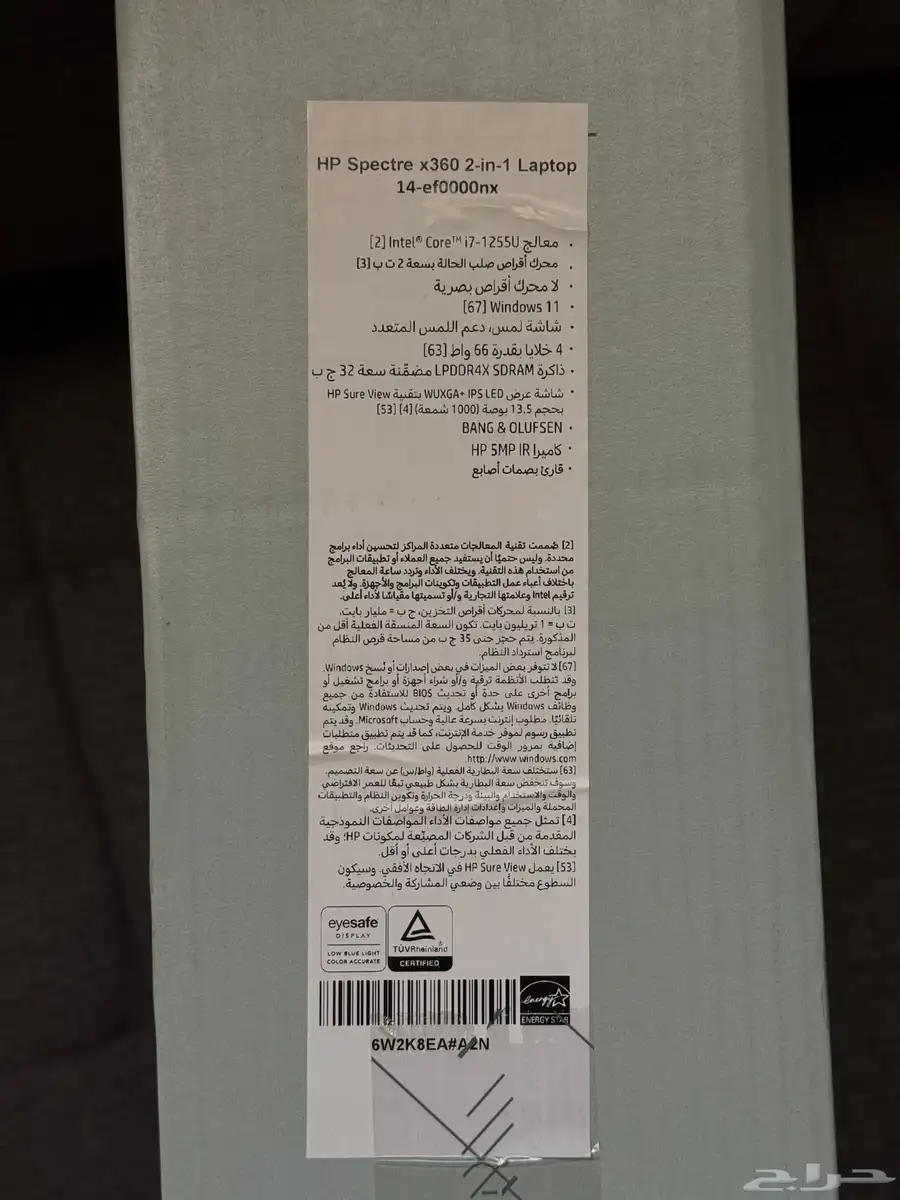 HP Spectre x360 2-in-1 Laptop
14-ef0000nx
• معالج Intel® Core™ i7-1255U [2]
• محرك أقراص صلب الحالة بسعة 2 ت ب [3]
• لا محرك أقراص بصرية
• Windows 11 [67]
• شاشة لمس، دعم اللمس المتعدد
• 4 خلايا بقدرة 66 واط [63]
• ذاكرة LPDDR4X SDRAM مضمّنة سعة 32 ج ب
• شاشة عرض WUXGA+ IPS LED بتقنية HP Sure View
بحجم 13.5 بوصة (1000 شمعة) [4] [53]
• BANG & OLUFSEN
• كاميرا HP 5MP IR
• قارئ بصمات أصابع
[2] صُممت تقنية المعالجات متعددة المراكز لتحسين أداء برامج
محددة. وليس حتميًا أن يستفيد جميع العملاء أو تطبيقات البرامج
من استخدام هذه التقنية. ويختلف الأداء وتردد ساعة المعالج
باختلاف أعباء عمل التطبيقات وتكوينات البرامج والأجهزة. ولا يُعد
ترقيم Intel وعلامتها التجارية و/أو تسميتها مقياسًا لأداء أعلى.
[3] بالنسبة لمحركات أقراص التخزين، ج ب = مليار بايت،
ت ب = 1 تريليون بايت. تكون السعة المنسقة الفعلية أقل من
المذكورة. يتم حجز حتى 35 ج ب من مساحة قرص النظام
لبرنامج استرداد النظام.
[67] لا تتوفر بعض الميزات في بعض إصدارات أو نُسخ Windows.
وقد تتطلب الأنظمة ترقية و/أو شراء أجهزة أو برامج تشغيل أو
برامج أخرى على حدة أو تحديث BIOS للاستفادة من جميع
وظائف Windows بشكل كامل. ويتم تحديث Windows وتمكينه
تلقائيًا. مطلوب إنترنت بسرعة عالية وحساب Microsoft. وقد يتم
تطبيق رسوم لموفر خدمة الإنترنت، كما قد يتم تطبيق متطلبات
إضافية بمرور الوقت للحصول على التحديثات. راجع موقع
http://www.windows.com.
[63] ستختلف سعة البطارية الفعلية (واط/س) عن سعة التصميم.
وسوف تنخفض سعة البطارية بشكل طبيعي تبعًا للعمر الافتراضي
والوقت والاستخدام والبيئة ودرجة الحرارة وتكوين النظام والتطبيقات
المحملة والميزات وإعدادات إدارة الطاقة وعوامل أخرى.
[4] تمثل جميع مواصفات الأداء المواصفات النموذجية
المقدمة من قبل الشركات المصنّعة لمكونات HP؛ وقد
يختلف الأداء الفعلي بدرجات أعلى أو أقل.
[53] يعمل HP Sure View في الاتجاه الأفقي. وسيكون
السطوع مختلفًا بين وضعي المشاركة والخصوصية.
eyesafe
DISPLAY
LOW BLUE LIGHT
COLOR ACCURATE
TÜVRheinland®
CERTIFIED
energy
ENERGY STAR
6W2K8EA#A2N
حراج